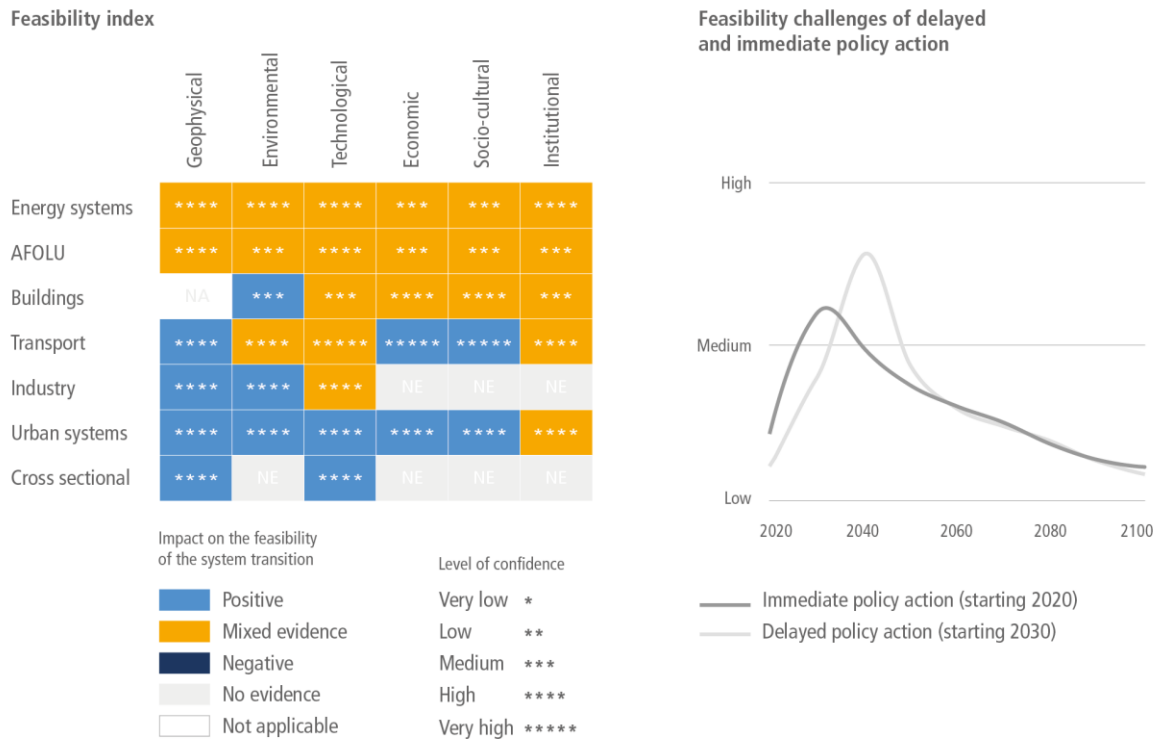 Feasibility index
Geophysical
Environmental
Technological
Economic
Socio-cultural
Institutional
Energy systems **** **** **** *** *** ****
AFOLU **** *** **** *** *** ***
Buildings NA *** *** **** **** ***
Transport **** **** ***** ***** ***** ****
Industry **** **** **** NE NE NE
Urban systems **** **** **** **** **** ****
Cross sectional **** NE **** NE NE NE
Impact on the feasibility
of the system transition
Positive
Mixed evidence
Negative
No evidence
Not applicable
Level of confidence
Very low *
Low **
Medium ***
High ****
Very high *****
Feasibility challenges of delayed
and immediate policy action
High
Medium
Low
2020 2040 2060 2080 2100
Immediate policy action (starting 2020)
Delayed policy action (starting 2030)